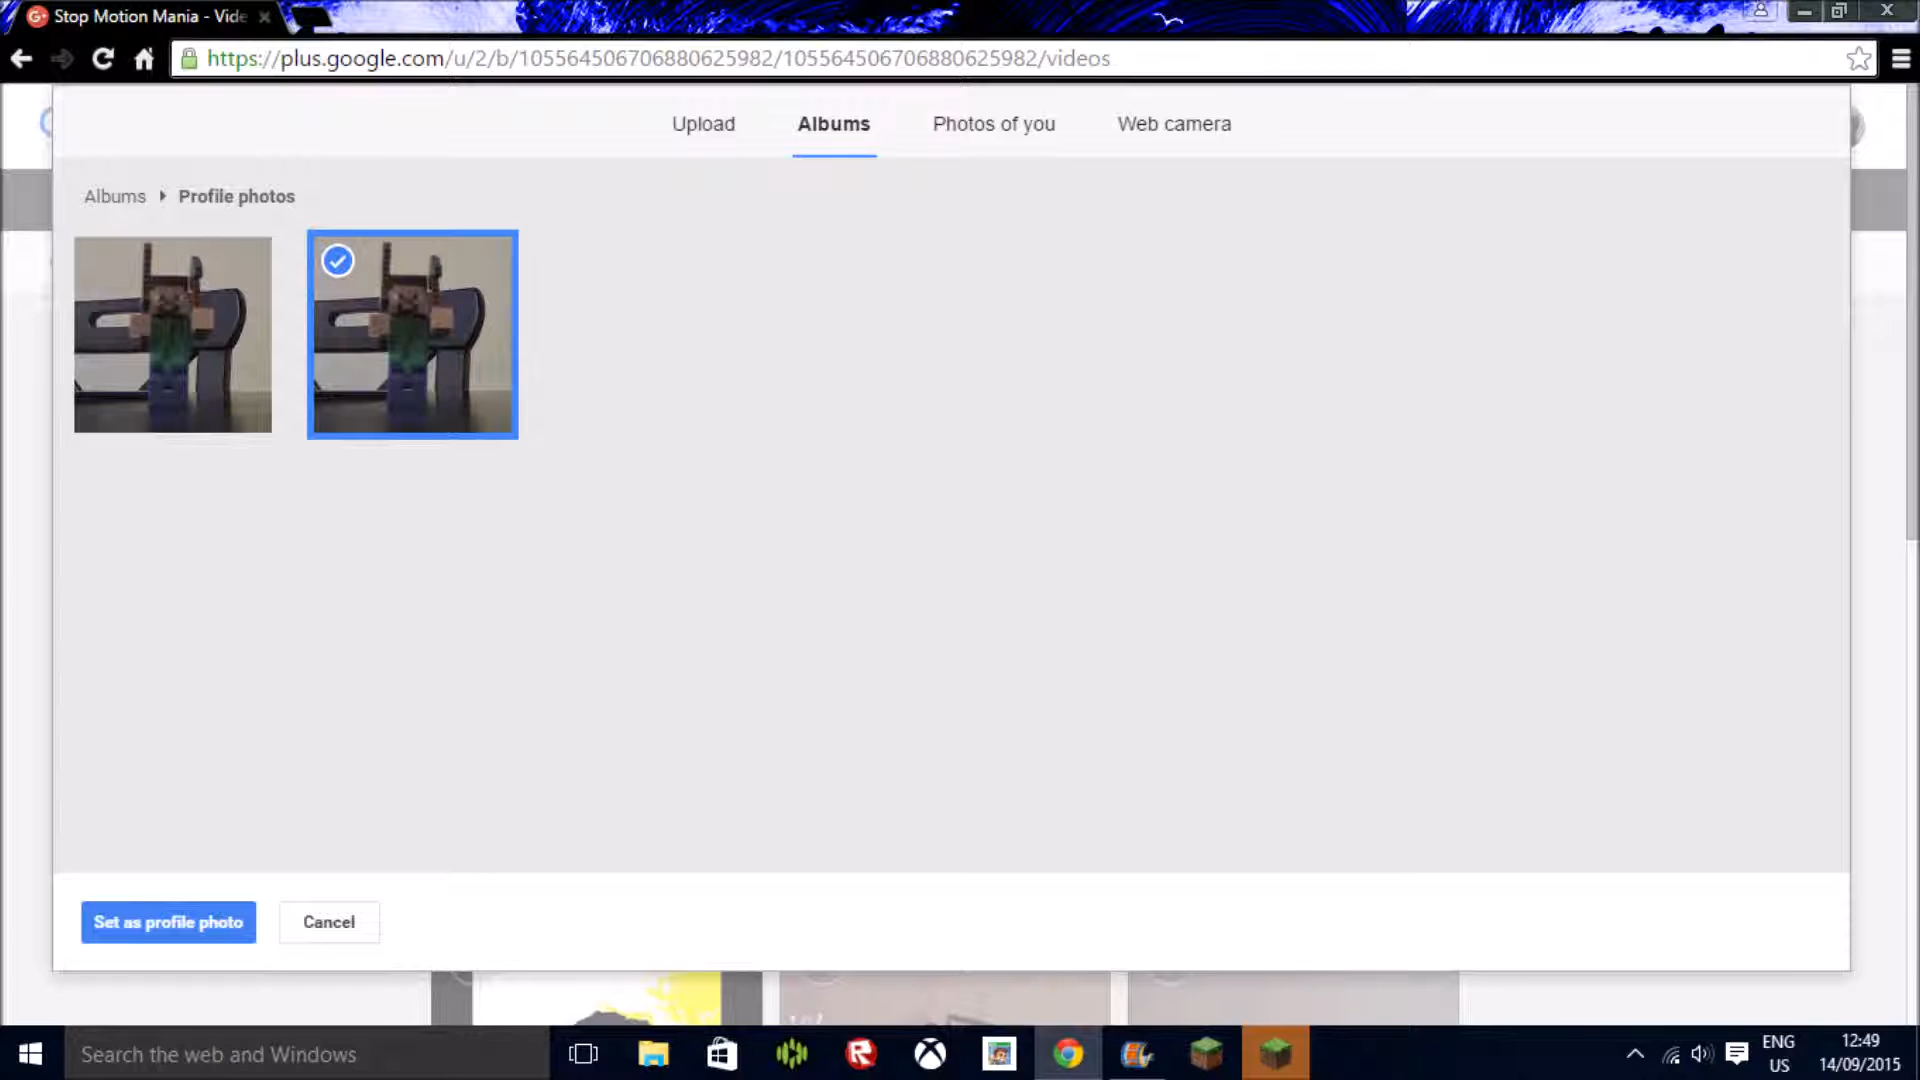 Stop Motion Mania - Vide
https://plus.google.com/u/2/b/105564506706880625982/105564506706880625982/videos
Upload Albums Photos of you Web camera
Albums Profile photos
Set as profile photo Cancel
Search the web and Windows
ENG
US
12:49
14/09/2015